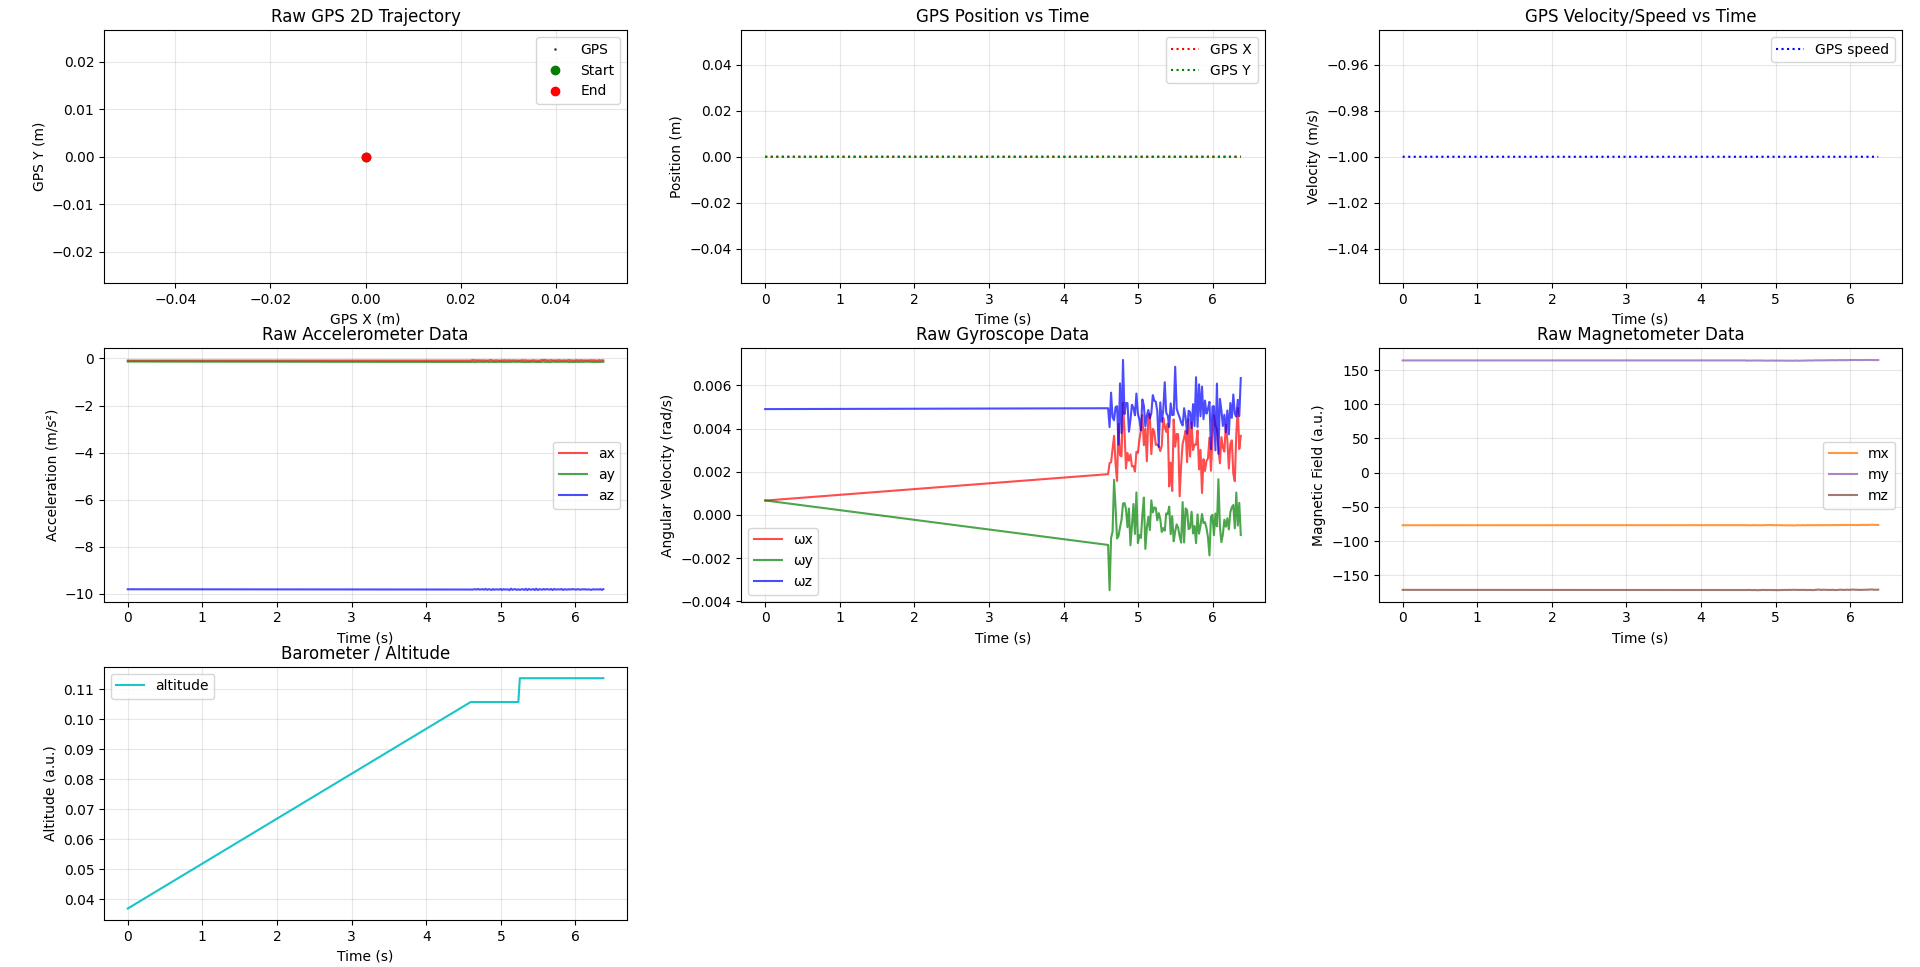 Raw GPS 2D Trajectory
GPS Y (m)
0.02
0.01
0.00
−0.01
−0.02
−0.04
−0.02
0.00
0.02
0.04
GPS X (m)
GPS
Start
End
GPS Position vs Time
Position (m)
0.04
0.02
0.00
−0.02
−0.04
0
1
2
3
4
5
6
Time (s)
GPS X
GPS Y
GPS Velocity/Speed vs Time
Velocity (m/s)
−0.96
−0.98
−1.00
−1.02
−1.04
0
1
2
3
4
5
6
Time (s)
GPS speed
Raw Accelerometer Data
Acceleration (m/s²)
0
−2
−4
−6
−8
−10
0
1
2
3
4
5
6
Time (s)
ax
ay
az
Raw Gyroscope Data
Angular Velocity (rad/s)
0.006
0.004
0.002
0.000
−0.002
−0.004
0
1
2
3
4
5
6
Time (s)
ωx
ωy
ωz
Raw Magnetometer Data
Magnetic Field (a.u.)
150
100
50
0
−50
−100
−150
0
1
2
3
4
5
6
Time (s)
mx
my
mz
Barometer / Altitude
Altitude (a.u.)
0.11
0.10
0.09
0.08
0.07
0.06
0.05
0.04
0
1
2
3
4
5
6
Time (s)
altitude